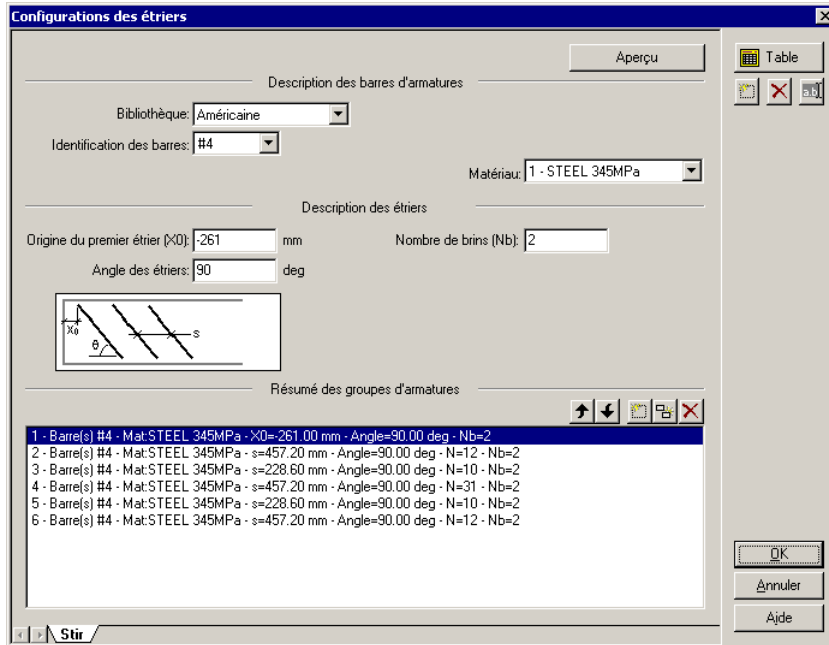 Configurations des étriers
Aperçu
Table
Description des barres d'armatures
Bibliothèque: Américaine
Identification des barres: #4
Matériau: 1 - STEEL 345MPa
Description des étriers
Origine du premier étrier (X0): -261 mm
Nombre de brins (Nb): 2
Angle des étriers: 90 deg
X0
θ
s
Résumé des groupes d'armatures
1 - Barre(s) #4 - Mat:STEEL 345MPa - X0=-261.00 mm - Angle=90.00 deg - Nb=2
2 - Barre(s) #4 - Mat:STEEL 345MPa - s=457.20 mm - Angle=90.00 deg - N=12 - Nb=2
3 - Barre(s) #4 - Mat:STEEL 345MPa - s=228.60 mm - Angle=90.00 deg - N=10 - Nb=2
4 - Barre(s) #4 - Mat:STEEL 345MPa - s=457.20 mm - Angle=90.00 deg - N=31 - Nb=2
5 - Barre(s) #4 - Mat:STEEL 345MPa - s=228.60 mm - Angle=90.00 deg - N=10 - Nb=2
6 - Barre(s) #4 - Mat:STEEL 345MPa - s=457.20 mm - Angle=90.00 deg - N=12 - Nb=2
OK
Annuler
Aide
Stir